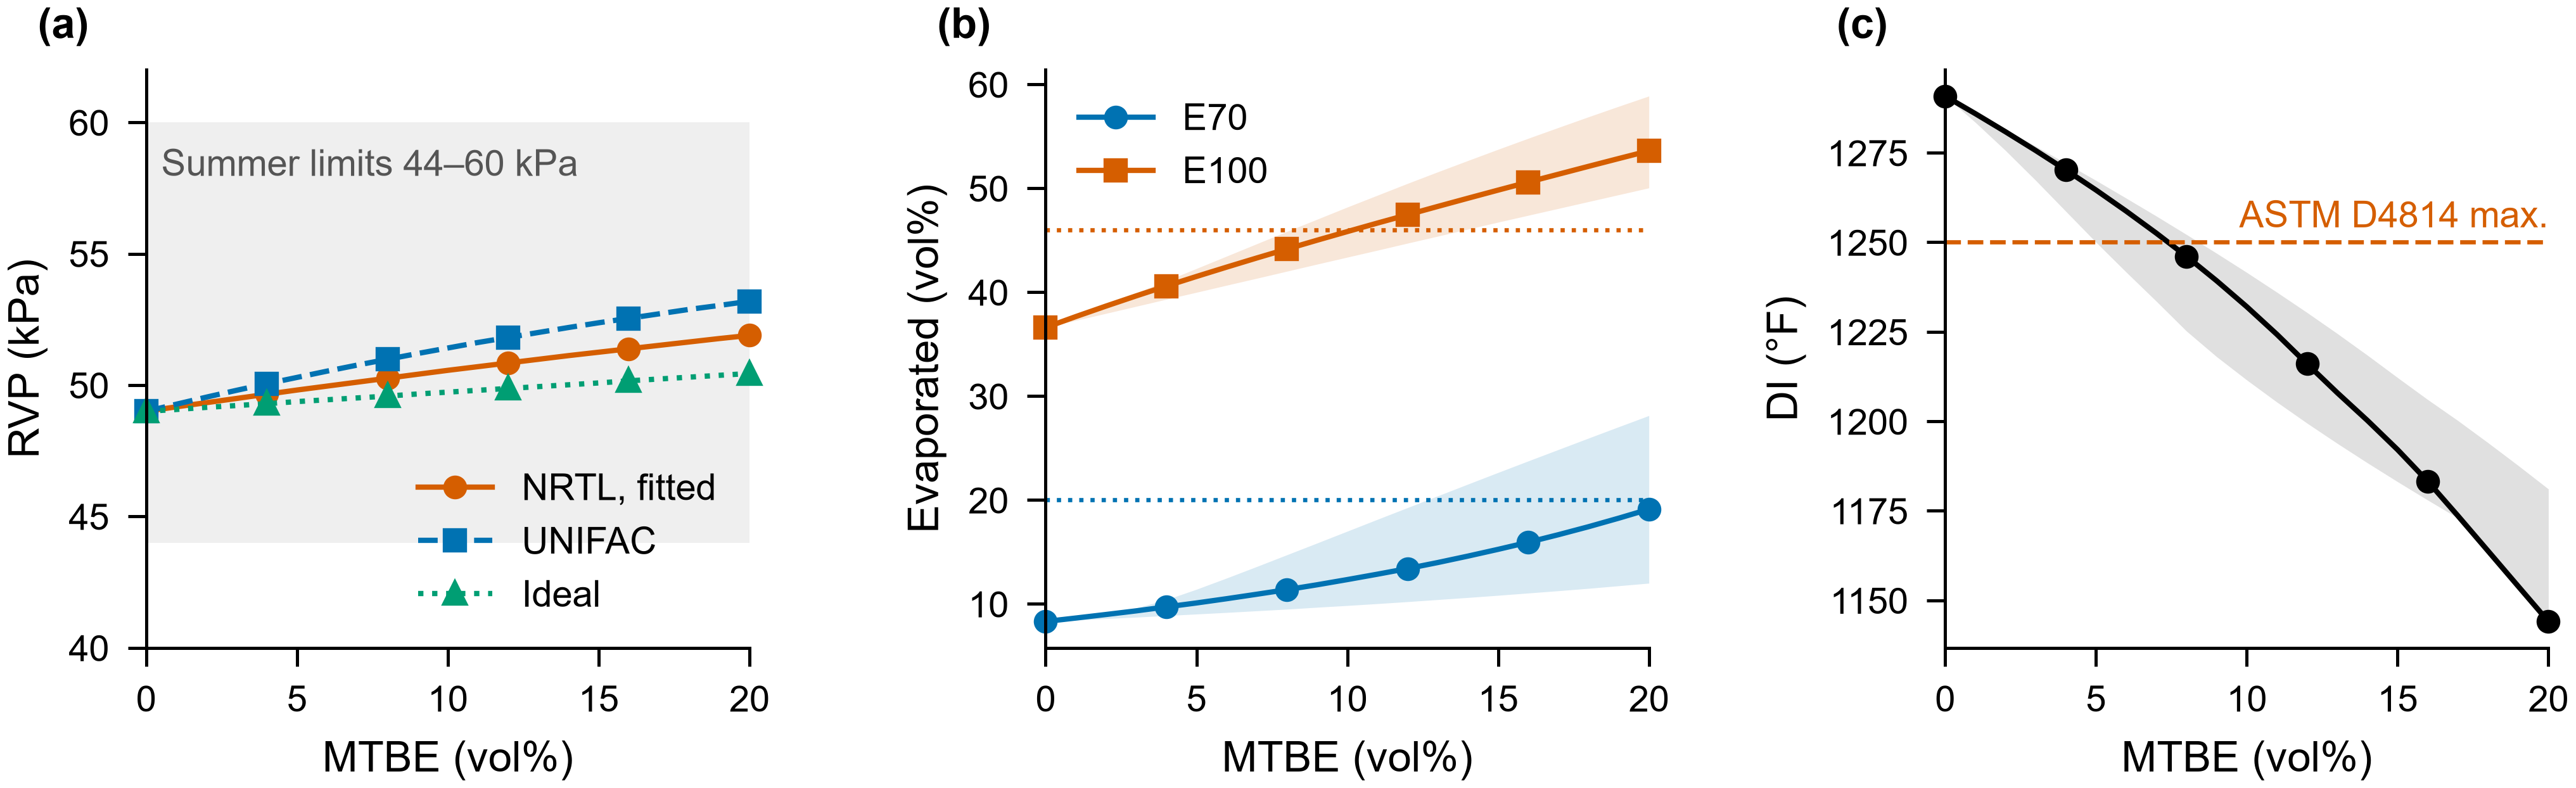 (a)
60
55
50
45
40
RVP (kPa)
Summer limits 44–60 kPa
NRTL, fitted
UNIFAC
Ideal
0 5 10 15 20
MTBE (vol%)
(b)
60
50
40
30
20
10
Evaporated (vol%)
E70
E100
0 5 10 15 20
MTBE (vol%)
(c)
1275
1250
1225
1200
1175
1150
DI (°F)
ASTM D4814 max.
0 5 10 15 20
MTBE (vol%)